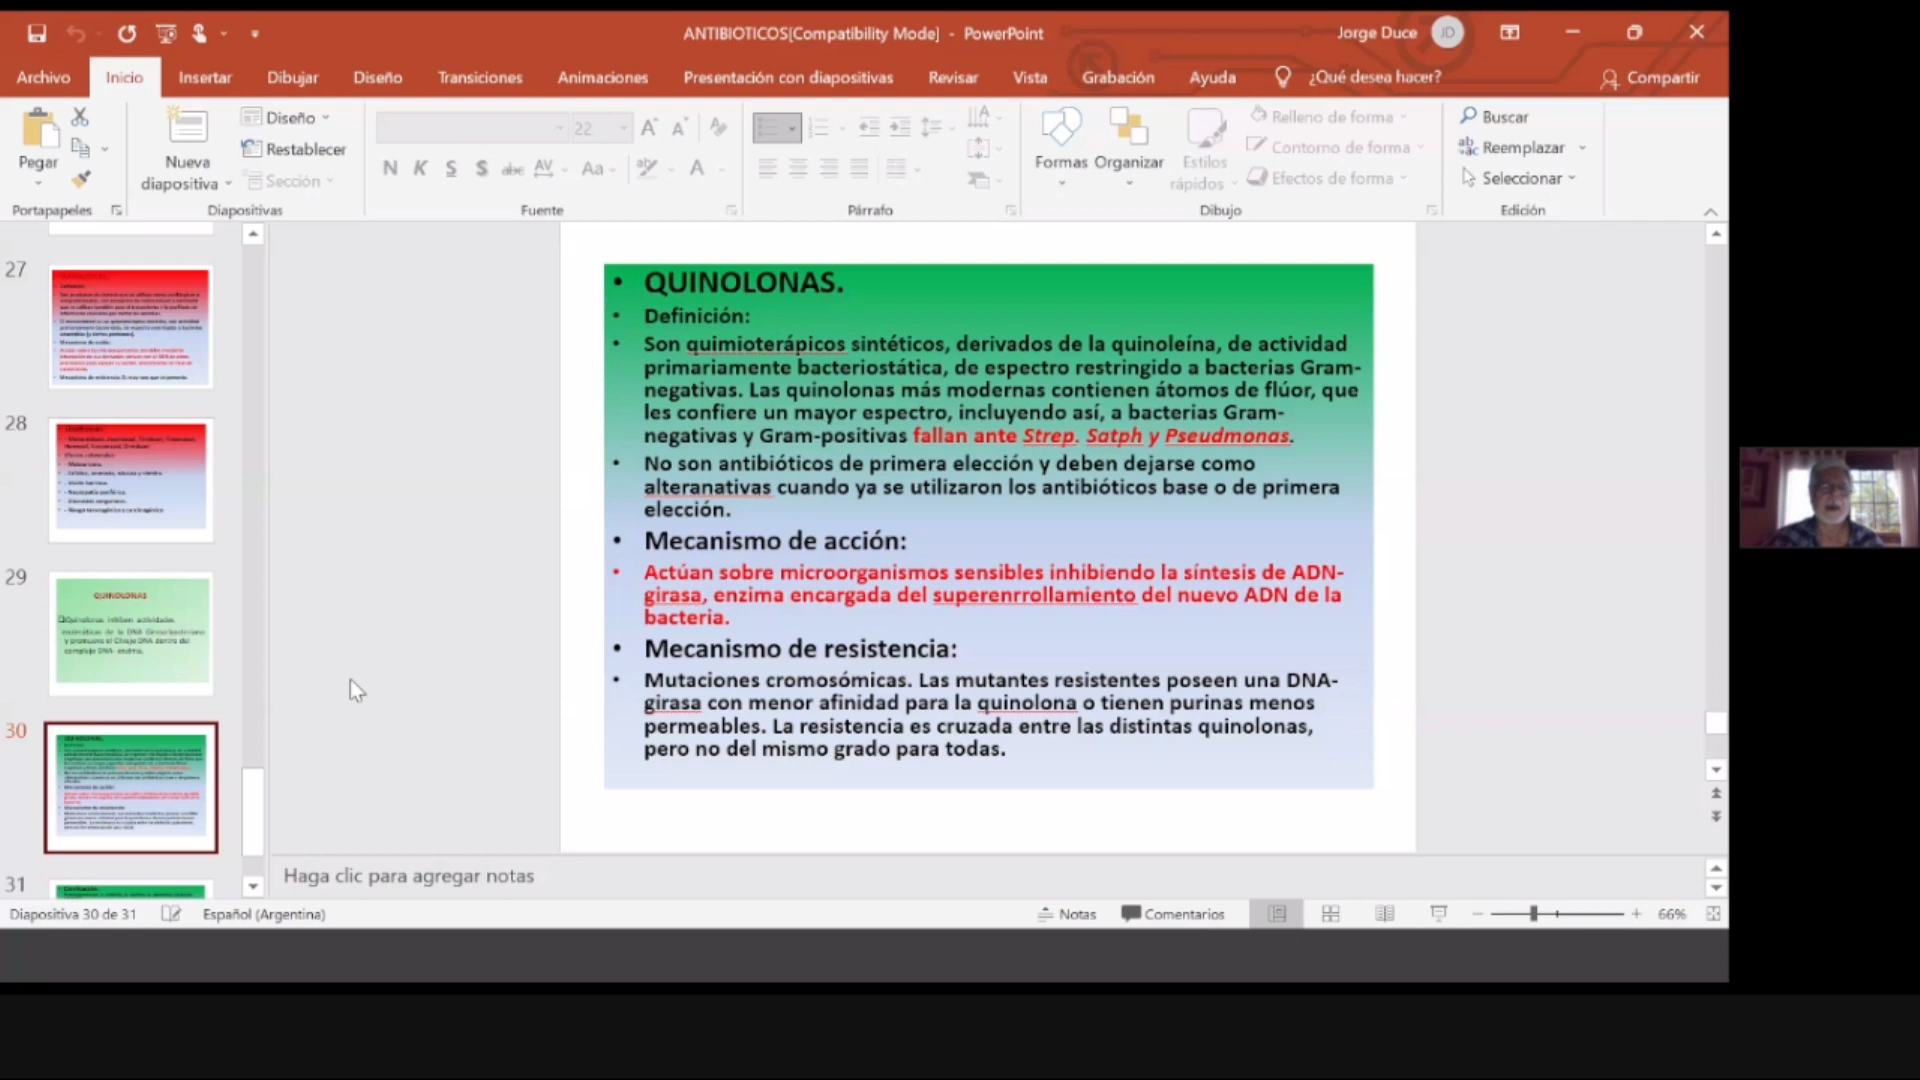 ANTIBIOTICOS[Compatibility Mode] - PowerPoint
Jorge Duce JD
Archivo Inicio Insertar Dibujar Diseño Transiciones Animaciones Presentación con diapositivas Revisar Vista Grabación Ayuda ¿Qué desea hacer? Compartir
Pegar
Nueva diapositiva
Diseño
Restablecer
Sección
22
N K S S abc AV Aa A
Formas Organizar Estilos rápidos
Relleno de forma
Contorno de forma
Efectos de forma
Buscar
Reemplazar
Seleccionar
Portapapeles Diapositivas Fuente Párrafo Dibujo Edición
27
28
29
QUINOLONAS
30
31
• QUINOLONAS.
• Definición:
• Son quimioterápicos sintéticos, derivados de la quinoleína, de actividad
primariamente bacteriostática, de espectro restringido a bacterias Gram-
negativas. Las quinolonas más modernas contienen átomos de flúor, que
les confiere un mayor espectro, incluyendo así, a bacterias Gram-
negativas y Gram-positivas fallan ante Strep. Satph y Pseudmonas.
• No son antibióticos de primera elección y deben dejarse como
alteranativas cuando ya se utilizaron los antibióticos base o de primera
elección.
• Mecanismo de acción:
• Actúan sobre microorganismos sensibles inhibiendo la síntesis de ADN-
girasa, enzima encargada del superenrrollamiento del nuevo ADN de la
bacteria.
• Mecanismo de resistencia:
• Mutaciones cromosómicas. Las mutantes resistentes poseen una DNA-
girasa con menor afinidad para la quinolona o tienen purinas menos
permeables. La resistencia es cruzada entre las distintas quinolonas,
pero no del mismo grado para todas.
Haga clic para agregar notas
Diapositiva 30 de 31 Español (Argentina) Notas Comentarios 66%